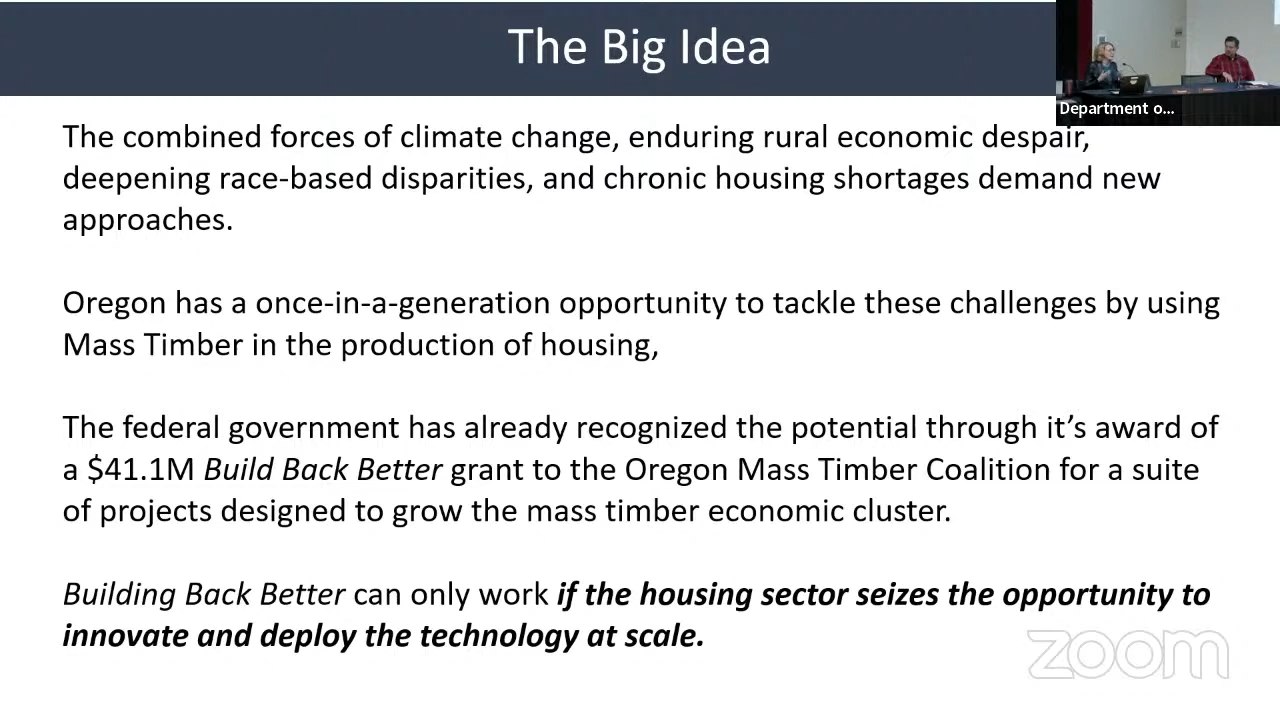 The Big Idea
Department o...
The combined forces of climate change, enduring rural economic despair,
deepening race-based disparities, and chronic housing shortages demand new
approaches.
Oregon has a once-in-a-generation opportunity to tackle these challenges by using
Mass Timber in the production of housing,
The federal government has already recognized the potential through it’s award of
a $41.1M Build Back Better grant to the Oregon Mass Timber Coalition for a suite
of projects designed to grow the mass timber economic cluster.
Building Back Better can only work if the housing sector seizes the opportunity to
innovate and deploy the technology at scale.
zoom